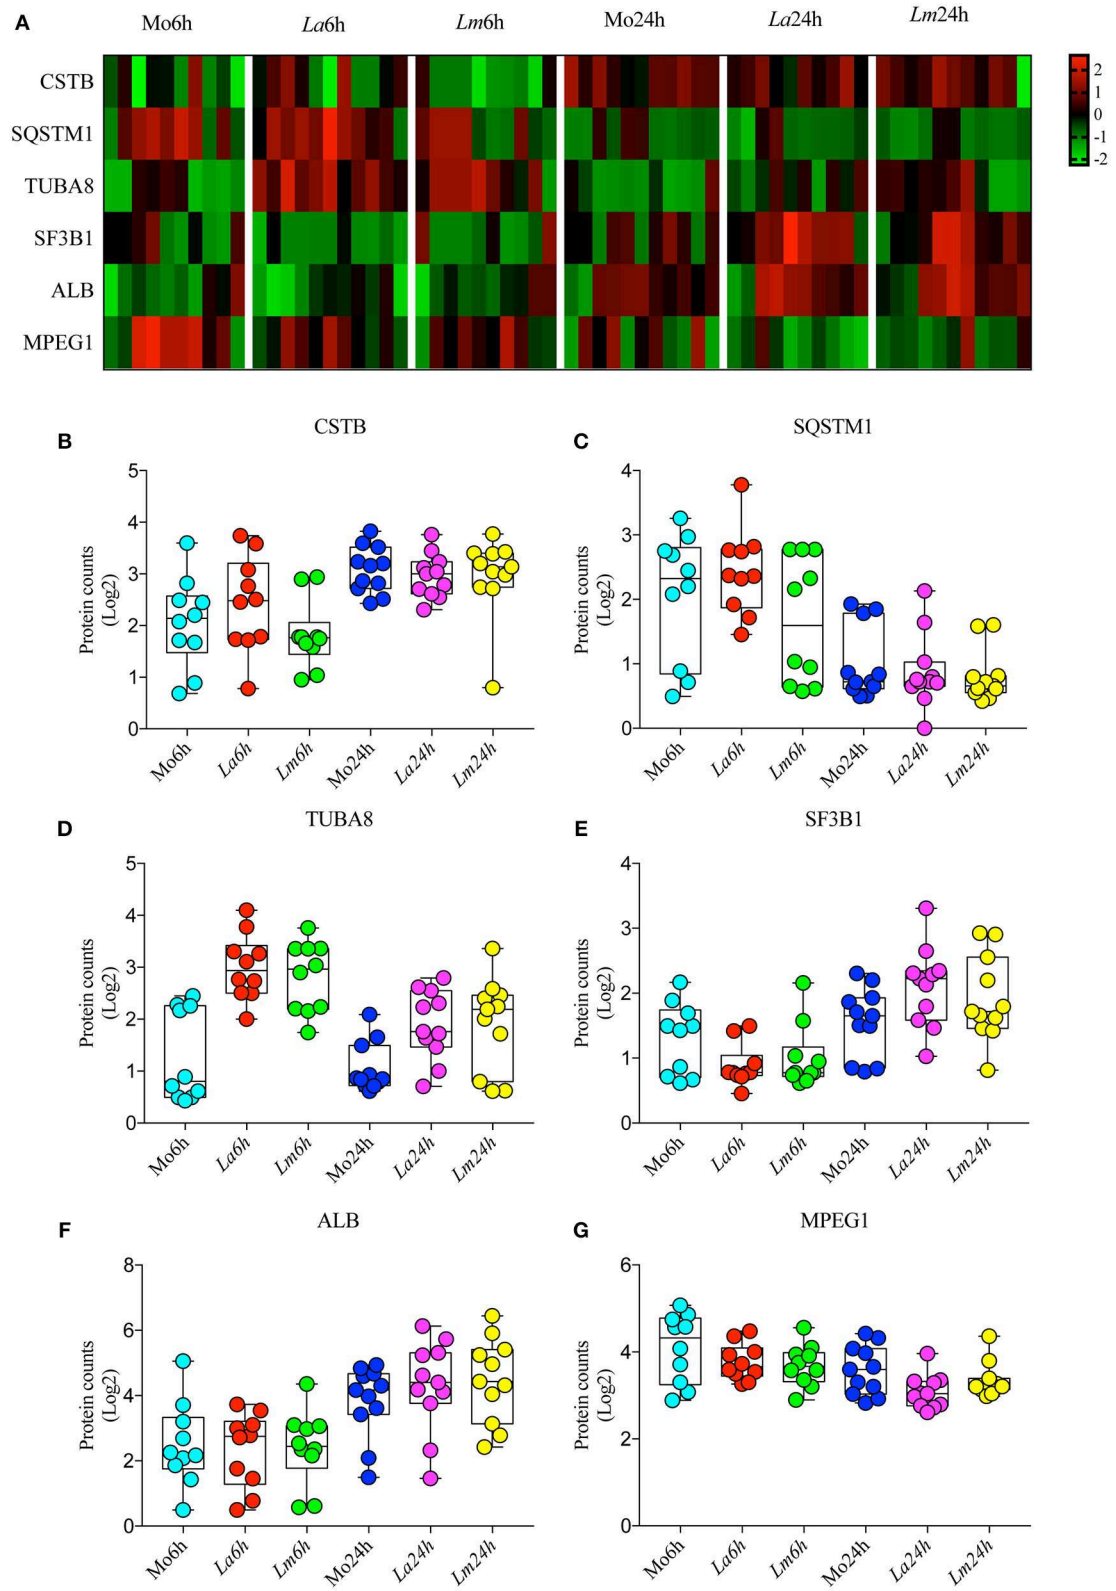 A
Mo6h La6h Lm6h Mo24h La24h Lm24h
CSTB
SQSTM1
TUBA8
SF3B1
ALB
MPEG1
2
1
0
-1
-2
B CSTB
Protein counts
(Log2)
5
4
3
2
1
0
Mo6h La6h Lm6h Mo24h La24h Lm24h
C SQSTM1
Protein counts
(Log2)
4
3
2
1
0
Mo6h La6h Lm6h Mo24h La24h Lm24h
D TUBA8
Protein counts
(Log2)
5
4
3
2
1
0
Mo6h La6h Lm6h Mo24h La24h Lm24h
E SF3B1
Protein counts
(Log2)
4
3
2
1
0
Mo6h La6h Lm6h Mo24h La24h Lm24h
F ALB
Protein counts
(Log2)
8
6
4
2
0
Mo6h La6h Lm6h Mo24h La24h Lm24h
G MPEG1
Protein counts
(Log2)
6
4
2
0
Mo6h La6h Lm6h Mo24h La24h Lm24h